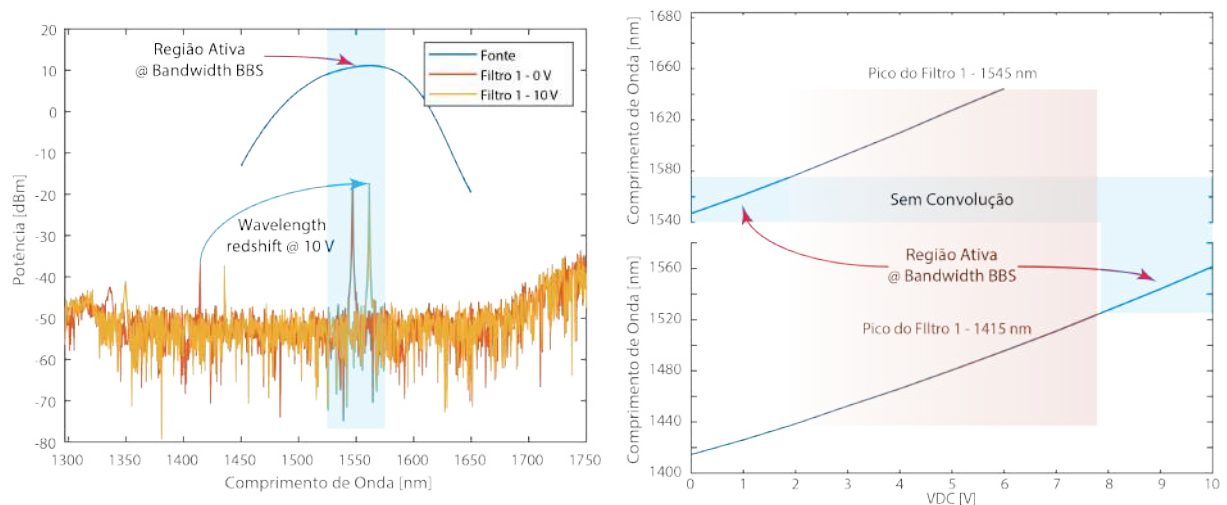 20
10
0
-10
-20
-30
-40
-50
-60
-70
-80
Potência [dBm]
1300
1350
1400
1450
1500
1550
1600
1650
1700
1750
Comprimento de Onda [nm]
Região Ativa
@ Bandwidth BBS
Fonte
Filtro 1 - 0 V
Filtro 1 - 10 V
Wavelength
redshift @ 10 V
1680
1660
1620
1580
1540
Comprimento de Onda [nm]
Pico do Filtro 1 - 1545 nm
Sem Convolução
Região Ativa
@ Bandwidth BBS
1560
1520
1480
1440
1400
Comprimento de Onda [nm]
Pico do FIltro 1 - 1415 nm
0
1
2
3
4
5
6
7
8
9
10
VDC [V]